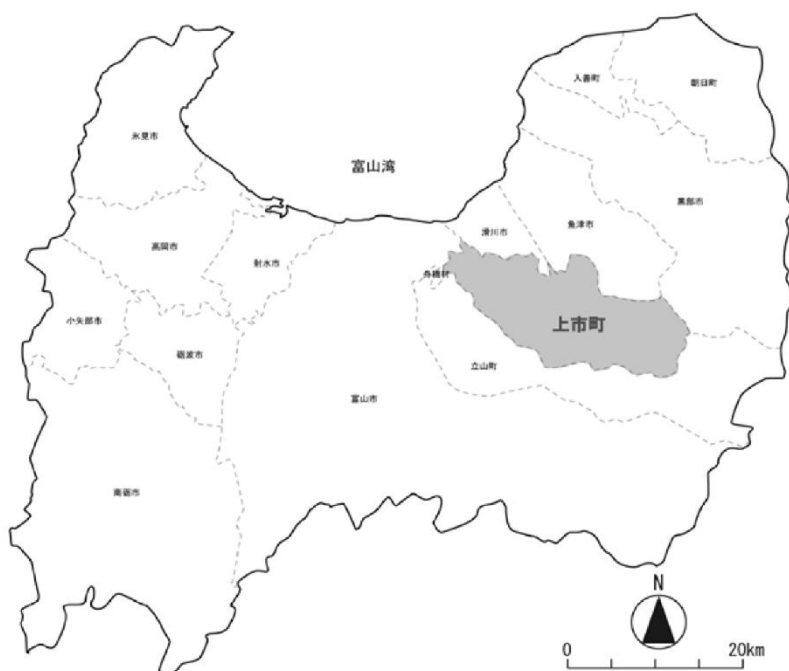 入善町
朝日町
氷見市
富山湾
黒部市
滑川市
魚津市
高岡市
射水市
舟橋村
小矢部市
上市町
砺波市
立山町
富山市
南砺市
N
0 20km